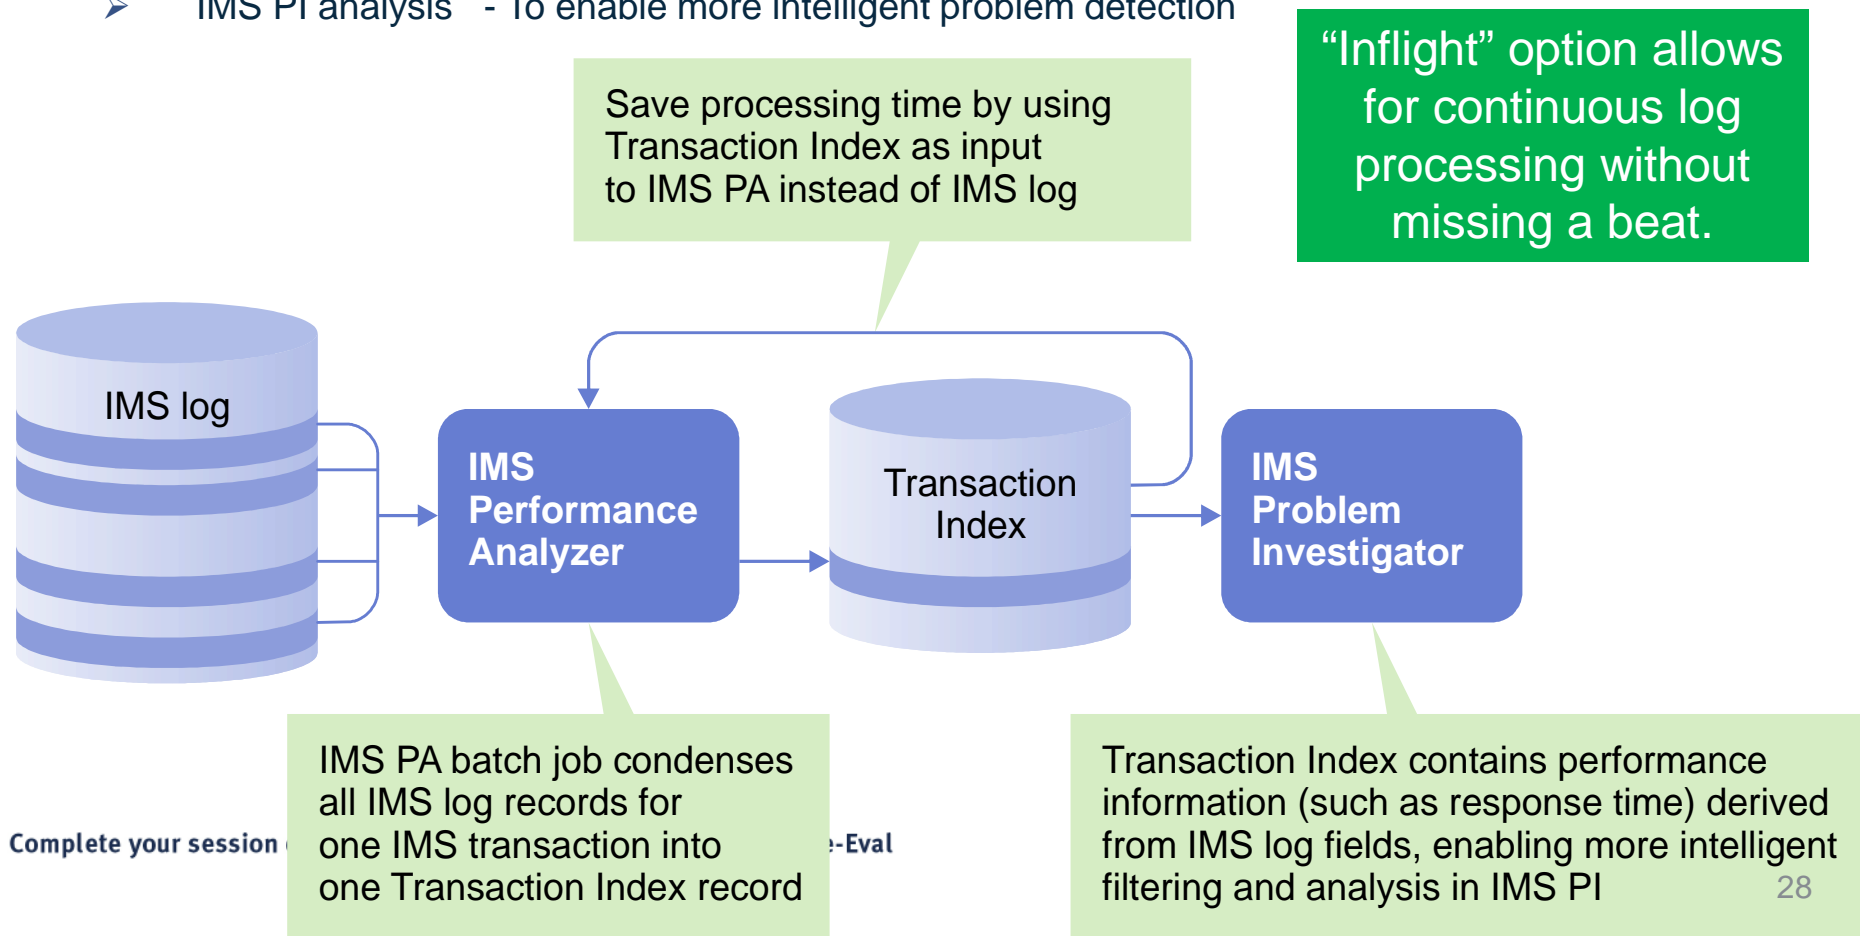 ➢ IMS PI analysis - To enable more intelligent problem detection
“Inflight” option allows
for continuous log
processing without
missing a beat.
Save processing time by using
Transaction Index as input
to IMS PA instead of IMS log
IMS log
IMS
Performance
Analyzer
Transaction
Index
IMS
Problem
Investigator
IMS PA batch job condenses
all IMS log records for
one IMS transaction into
one Transaction Index record
Transaction Index contains performance
information (such as response time) derived
from IMS log fields, enabling more intelligent
filtering and analysis in IMS PI
Complete your session
-Eval
28